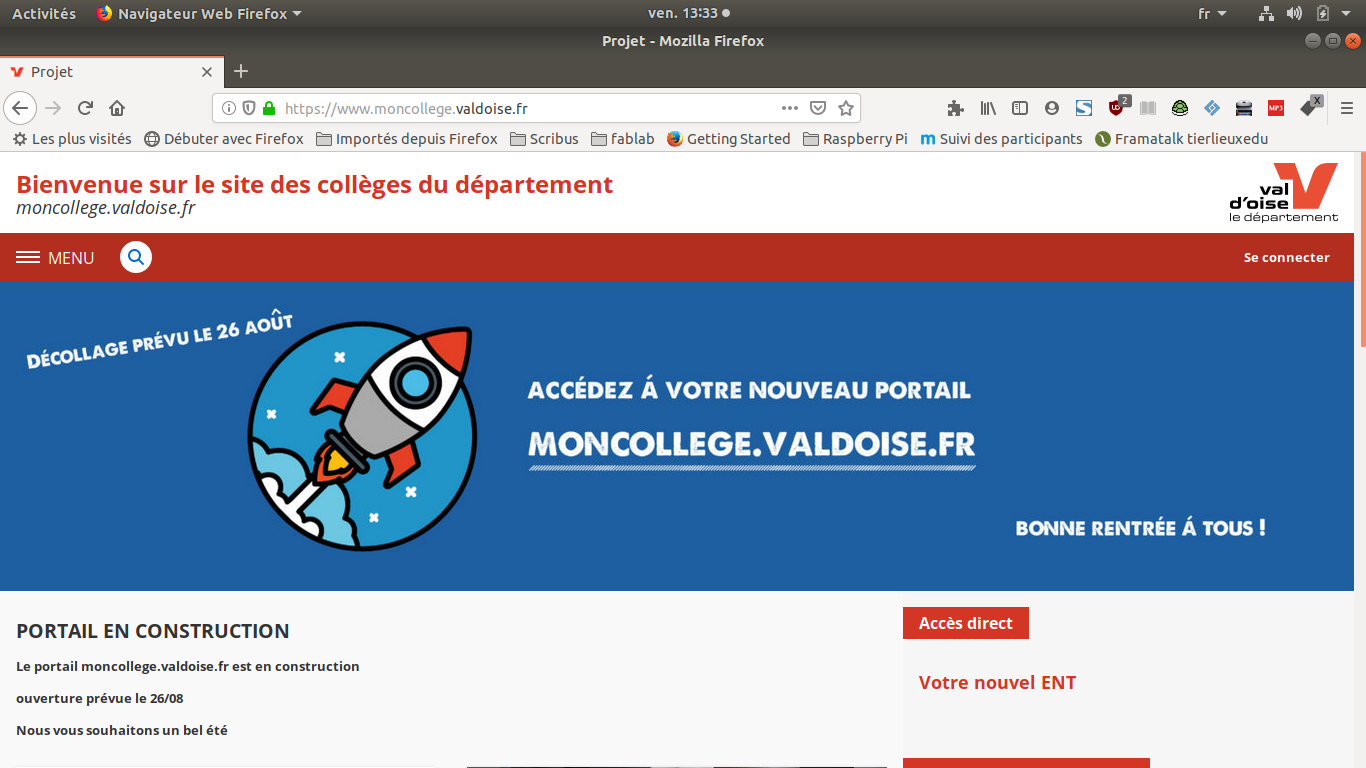 Activités
Navigateur Web Firefox
ven. 13:33
fr
Projet - Mozilla Firefox
Projet
https://www.moncollege.valdoise.fr
2
X
MP3
Les plus visités
Débuter avec Firefox
Importés depuis Firefox
Scribus
fablab
Getting Started
Raspberry Pi
Suivi des participants
Framatalk tierlieuxedu
Bienvenue sur le site des collèges du département
moncollege.valdoise.fr
val
d'oise
le département
MENU
Se connecter
DÉCOLLAGE PRÉVU LE 26 AOÛT
ACCÉDEZ Á VOTRE NOUVEAU PORTAIL
MONCOLLEGE.VALDOISE.FR
BONNE RENTRÉE Á TOUS !
PORTAIL EN CONSTRUCTION
Le portail moncollege.valdoise.fr est en construction
ouverture prévue le 26/08
Nous vous souhaitons un bel été
Accès direct
Votre nouvel ENT